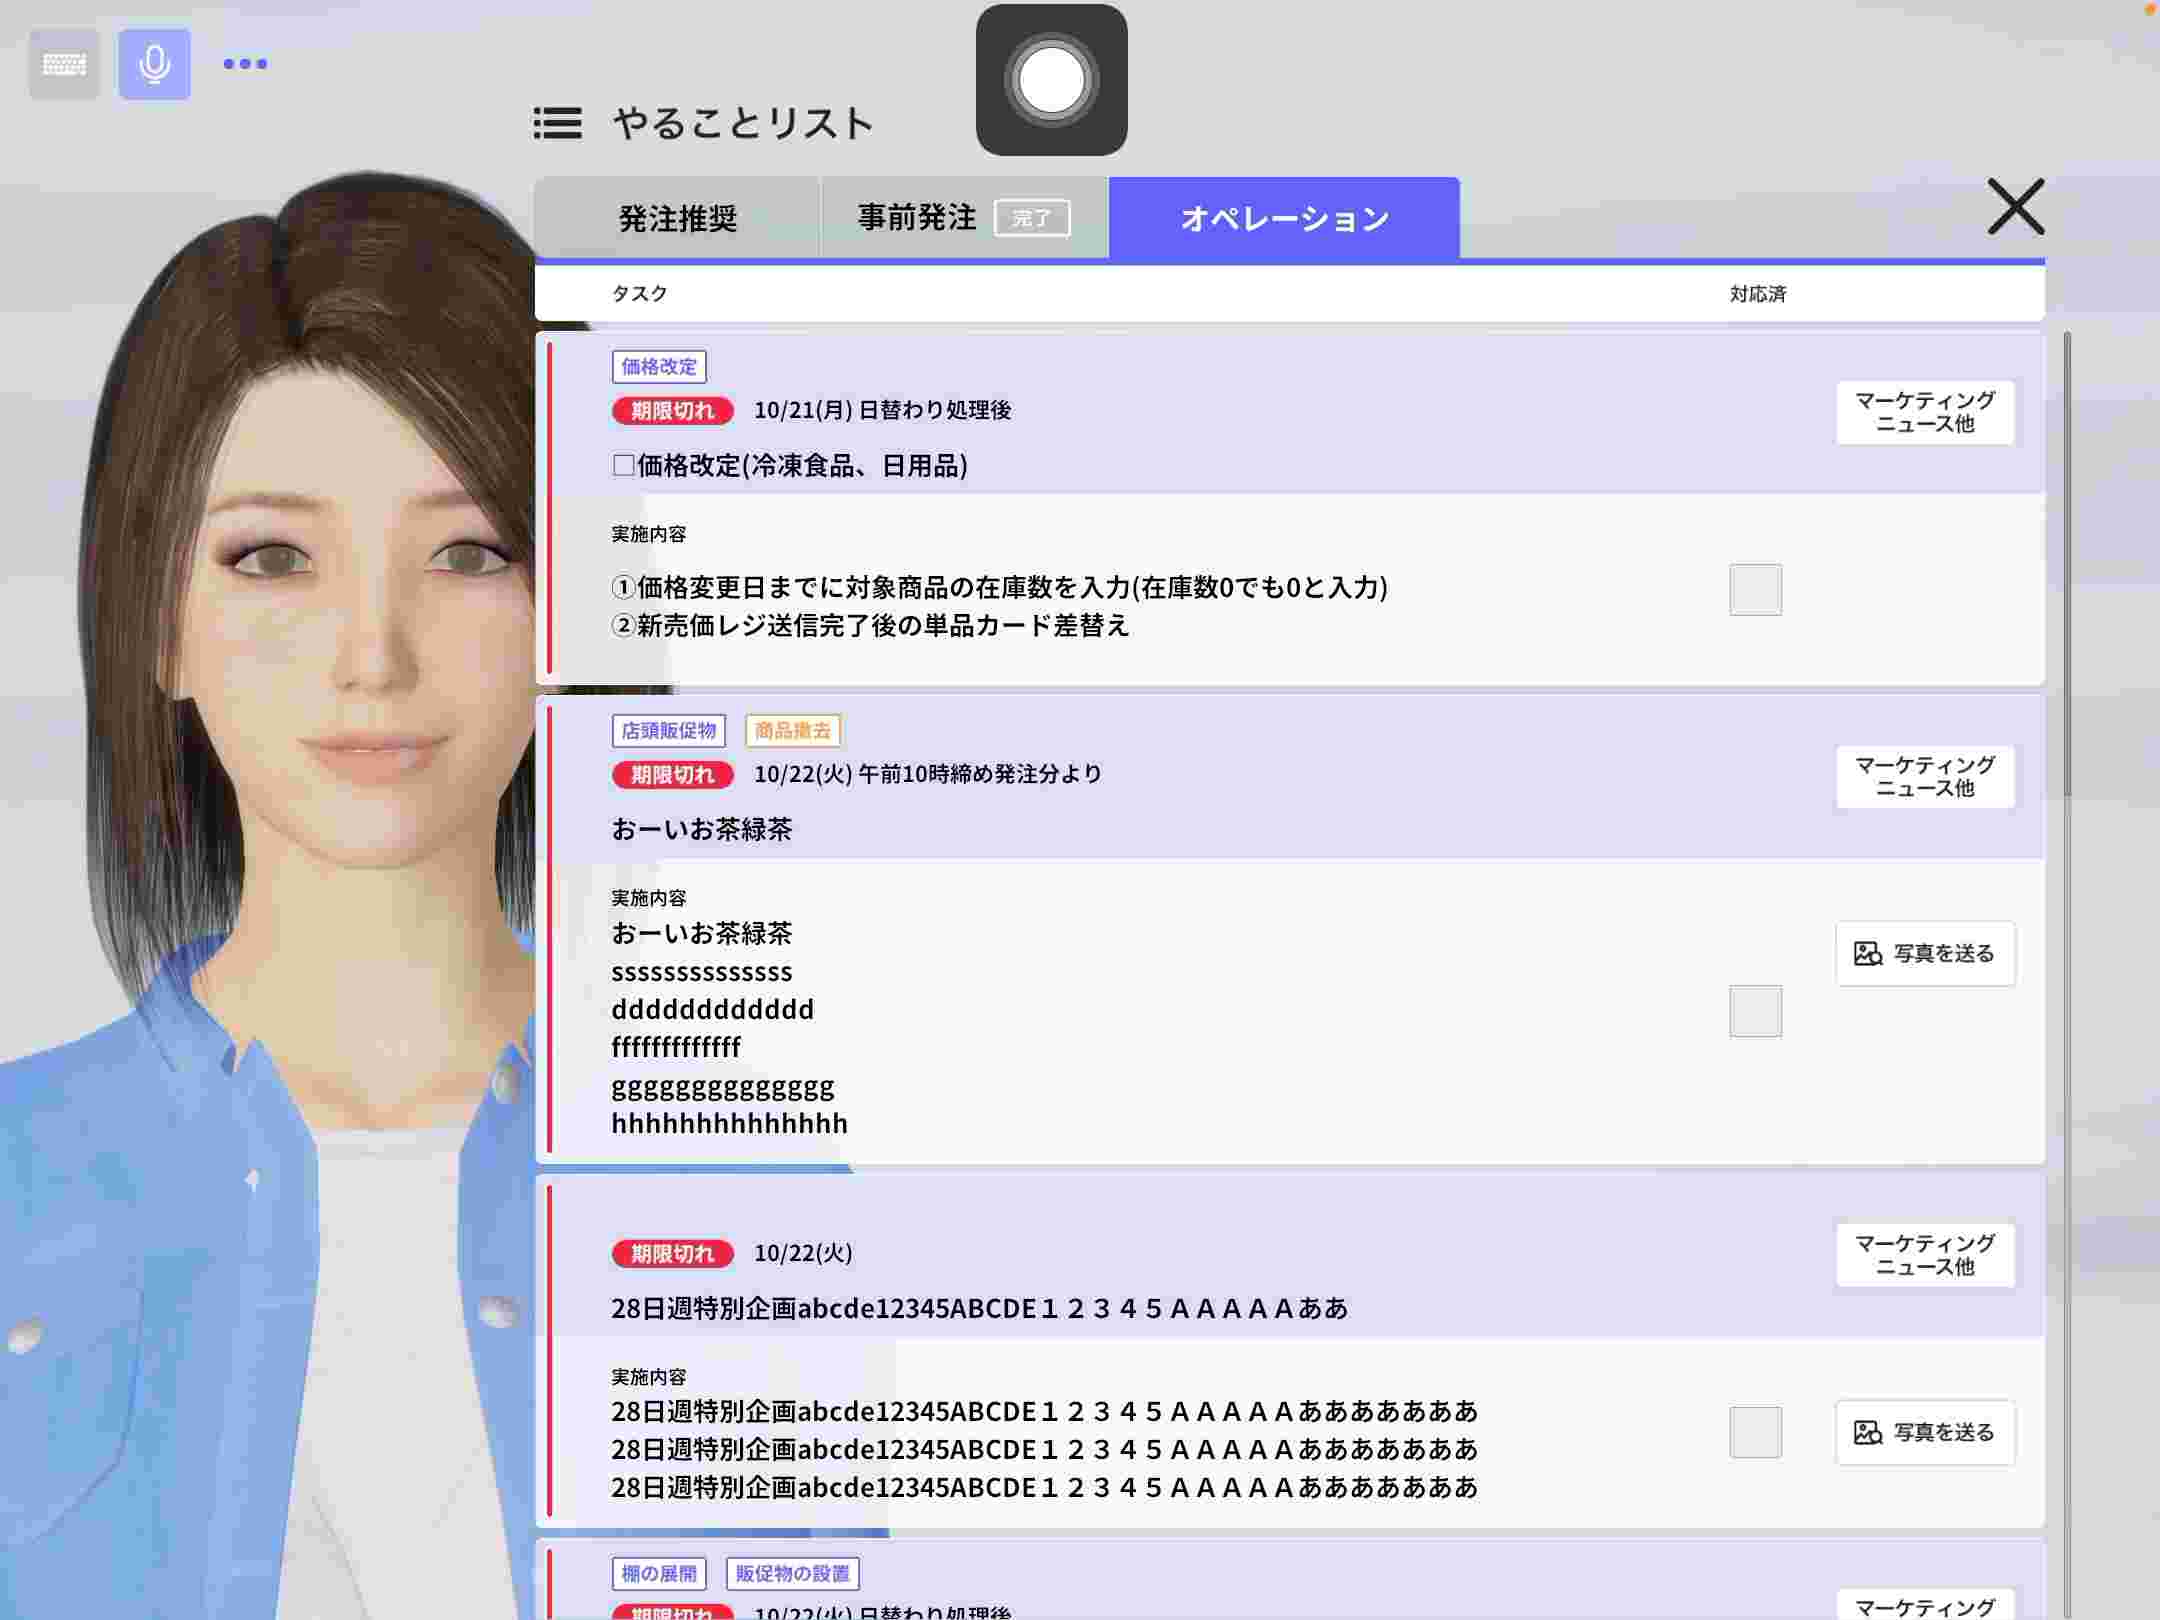 やることリスト
発注推奨
事前発注 完了
オペレーション
タスク 対応済
価格改定
期限切れ 10/21(月) 日替わり処理後
マーケティング
ニュース他
□価格改定(冷凍食品、日用品)
実施内容
①価格変更日までに対象商品の在庫数を入力(在庫数0でも0と入力)
②新売価レジ送信完了後の単品カード差替え
店頭販促物 商品撤去
期限切れ 10/22(火) 午前10時締め発注分より
マーケティング
ニュース他
おーいお茶緑茶
実施内容
おーいお茶緑茶
ssssssssssssss
ddddddddddddd
fffffffffffff
gggggggggggggg
hhhhhhhhhhhhhh
写真を送る
期限切れ 10/22(火)
マーケティング
ニュース他
28日週特別企画abcde12345ABCDE１２３４５ＡＡＡＡＡああ
実施内容
28日週特別企画abcde12345ABCDE１２３４５ＡＡＡＡＡあああああああ
28日週特別企画abcde12345ABCDE１２３４５ＡＡＡＡＡあああああああ
28日週特別企画abcde12345ABCDE１２３４５ＡＡＡＡＡあああああああ
写真を送る
棚の展開 販促物の設置
期限切れ 10/22(火) 日替わり処理後
マーケティング